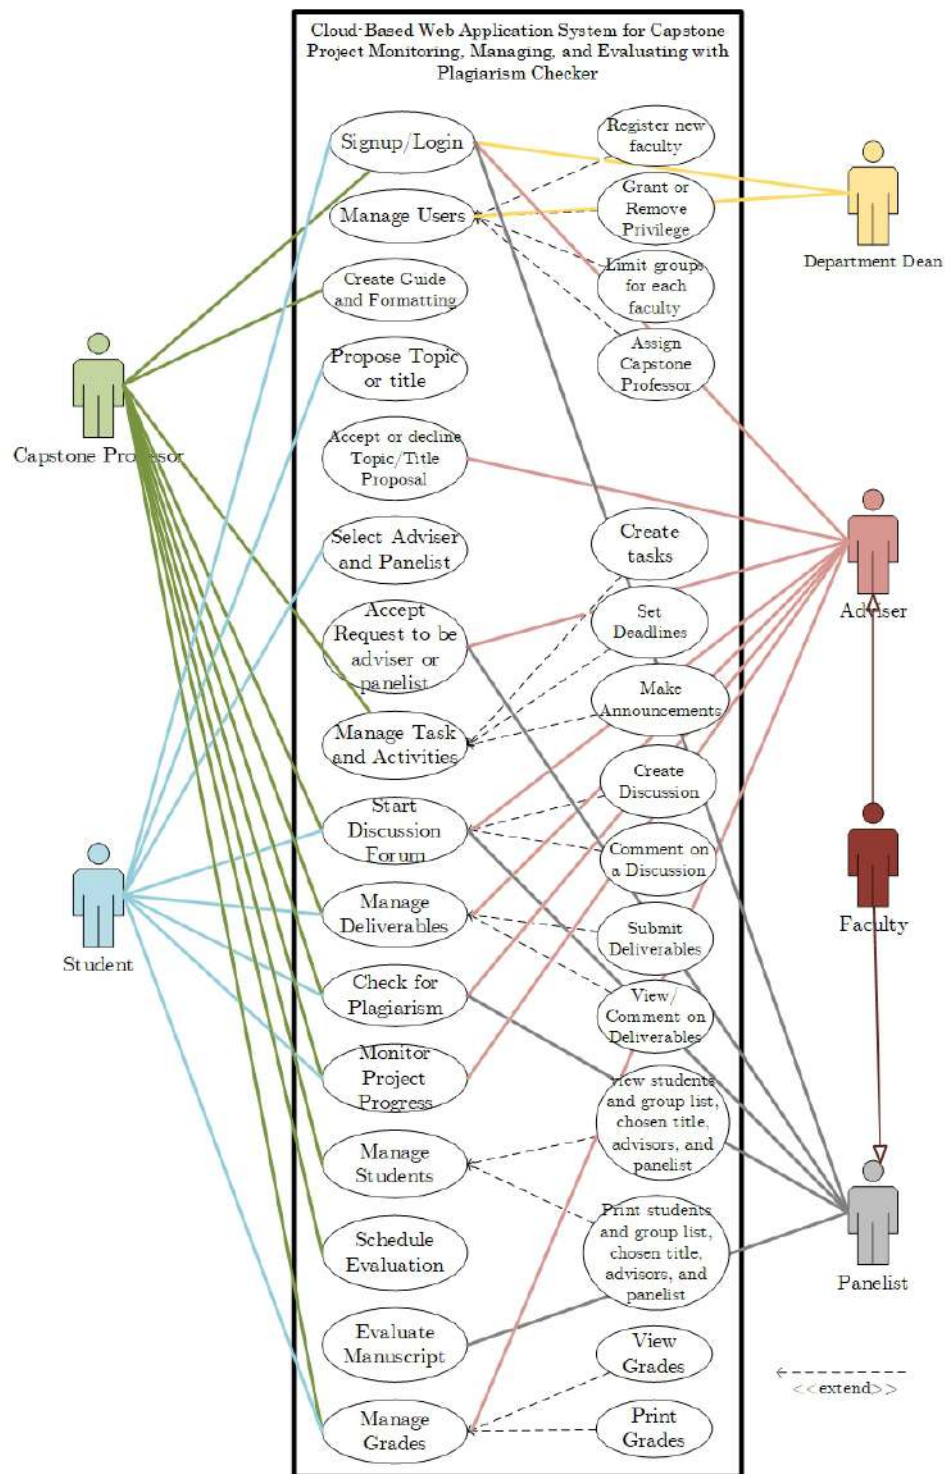 Cloud-Based Web Application System for Capstone
Project Monitoring, Managing, and Evaluating with
Plagiarism Checker
Signup/Login
Manage Users
Create Guide
and Formatting
Propose Topic
or title
Accept or decline
Topic/Title
Proposal
Select Adviser
and Panelist
Accept
Request to be
adviser or
panelist
Manage Task
and Activities
Start
Discussion
Forum
Manage
Deliverables
Check for
Plagiarism
Monitor
Project
Progress
Manage
Students
Schedule
Evaluation
Evaluate
Manuscript
Manage
Grades
Register new
faculty
Grant or
Remove
Privilege
Limit groups
for each
faculty
Assign
Capstone
Professor
Create
tasks
Set
Deadlines
Make
Announcements
Create
Discussion
Comment on
a Discussion
Submit
Deliverables
View/
Comment on
Deliverables
view students
and group list,
chosen title,
advisors, and
panelist
Print students
and group list,
chosen title,
advisors, and
panelist
View
Grades
Print
Grades
Capstone Professor
Student
Department Dean
Adviser
Faculty
Panelist
<<extend>>